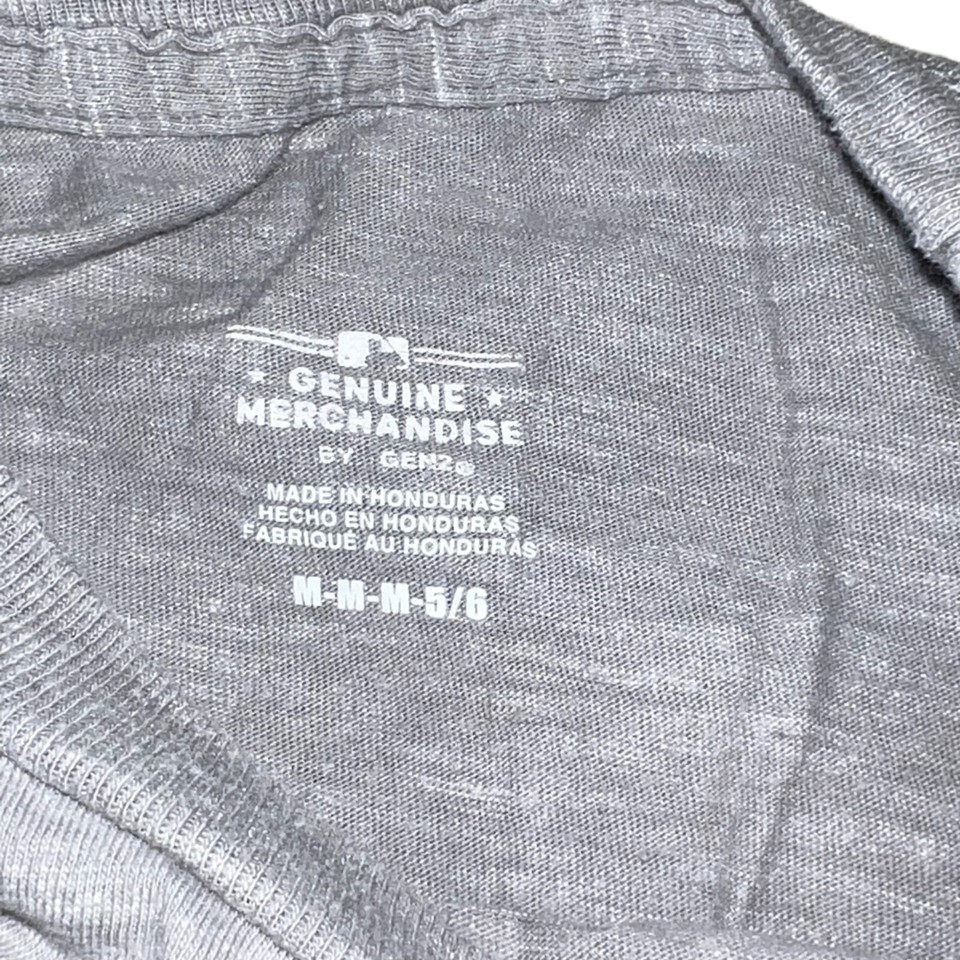 GENUINE
MERCHANDISE
BY GEN2®
MADE IN HONDURAS
HECHO EN HONDURAS
FABRIQUÉ AU HONDURAS
M-M-M-5/6